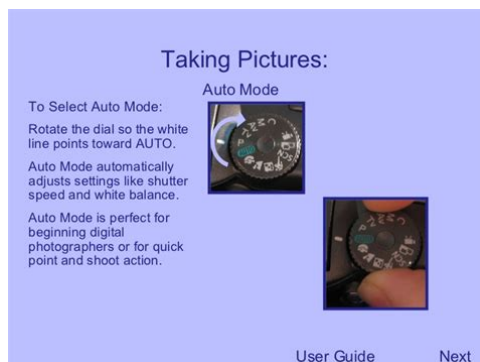 Taking Pictures:
Auto Mode
To Select Auto Mode:
Rotate the dial so the white
line points toward AUTO.
Auto Mode automatically
adjusts settings like shutter
speed and white balance.
Auto Mode is perfect for
beginning digital
photographers or for quick
point and shoot action.
User Guide
Next